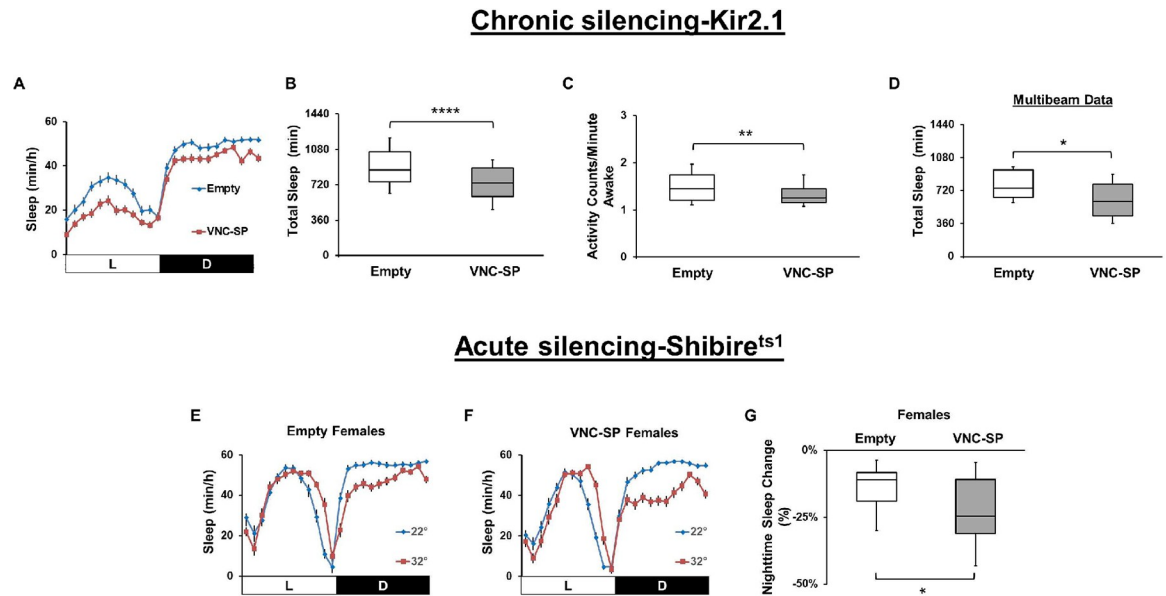 Chronic silencing-Kir2.1
A
Sleep (min/h)
60
40
20
0
Empty
VNC-SP
L
D
B
Total Sleep (min)
1440
1080
720
360
0
****
Empty
VNC-SP
C
Activity Counts/Minute
Awake
3
2
1
0
**
Empty
VNC-SP
D
Multibeam Data
Total Sleep (min)
1440
1080
720
360
0
*
Empty
VNC-SP
Acute silencing-Shibirets1
E
Empty Females
Sleep (min/h)
60
40
20
0
22°
32°
L
D
F
VNC-SP Females
Sleep (min/h)
60
40
20
0
22°
32°
L
D
G
Females
Empty
VNC-SP
Nighttime Sleep Change
(%)
0%
-25%
-50%
*